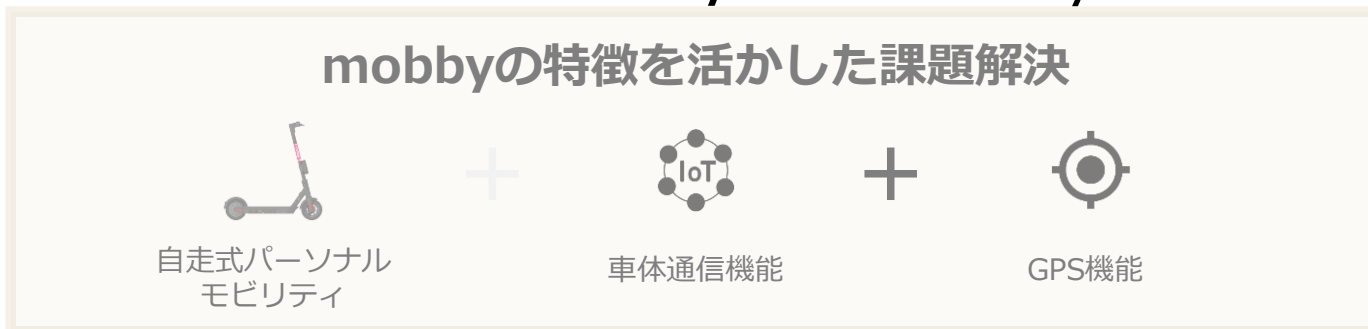 mobbyの特徴を活かした課題解決
IoT
自走式パーソナル
モビリティ
車体通信機能
GPS機能